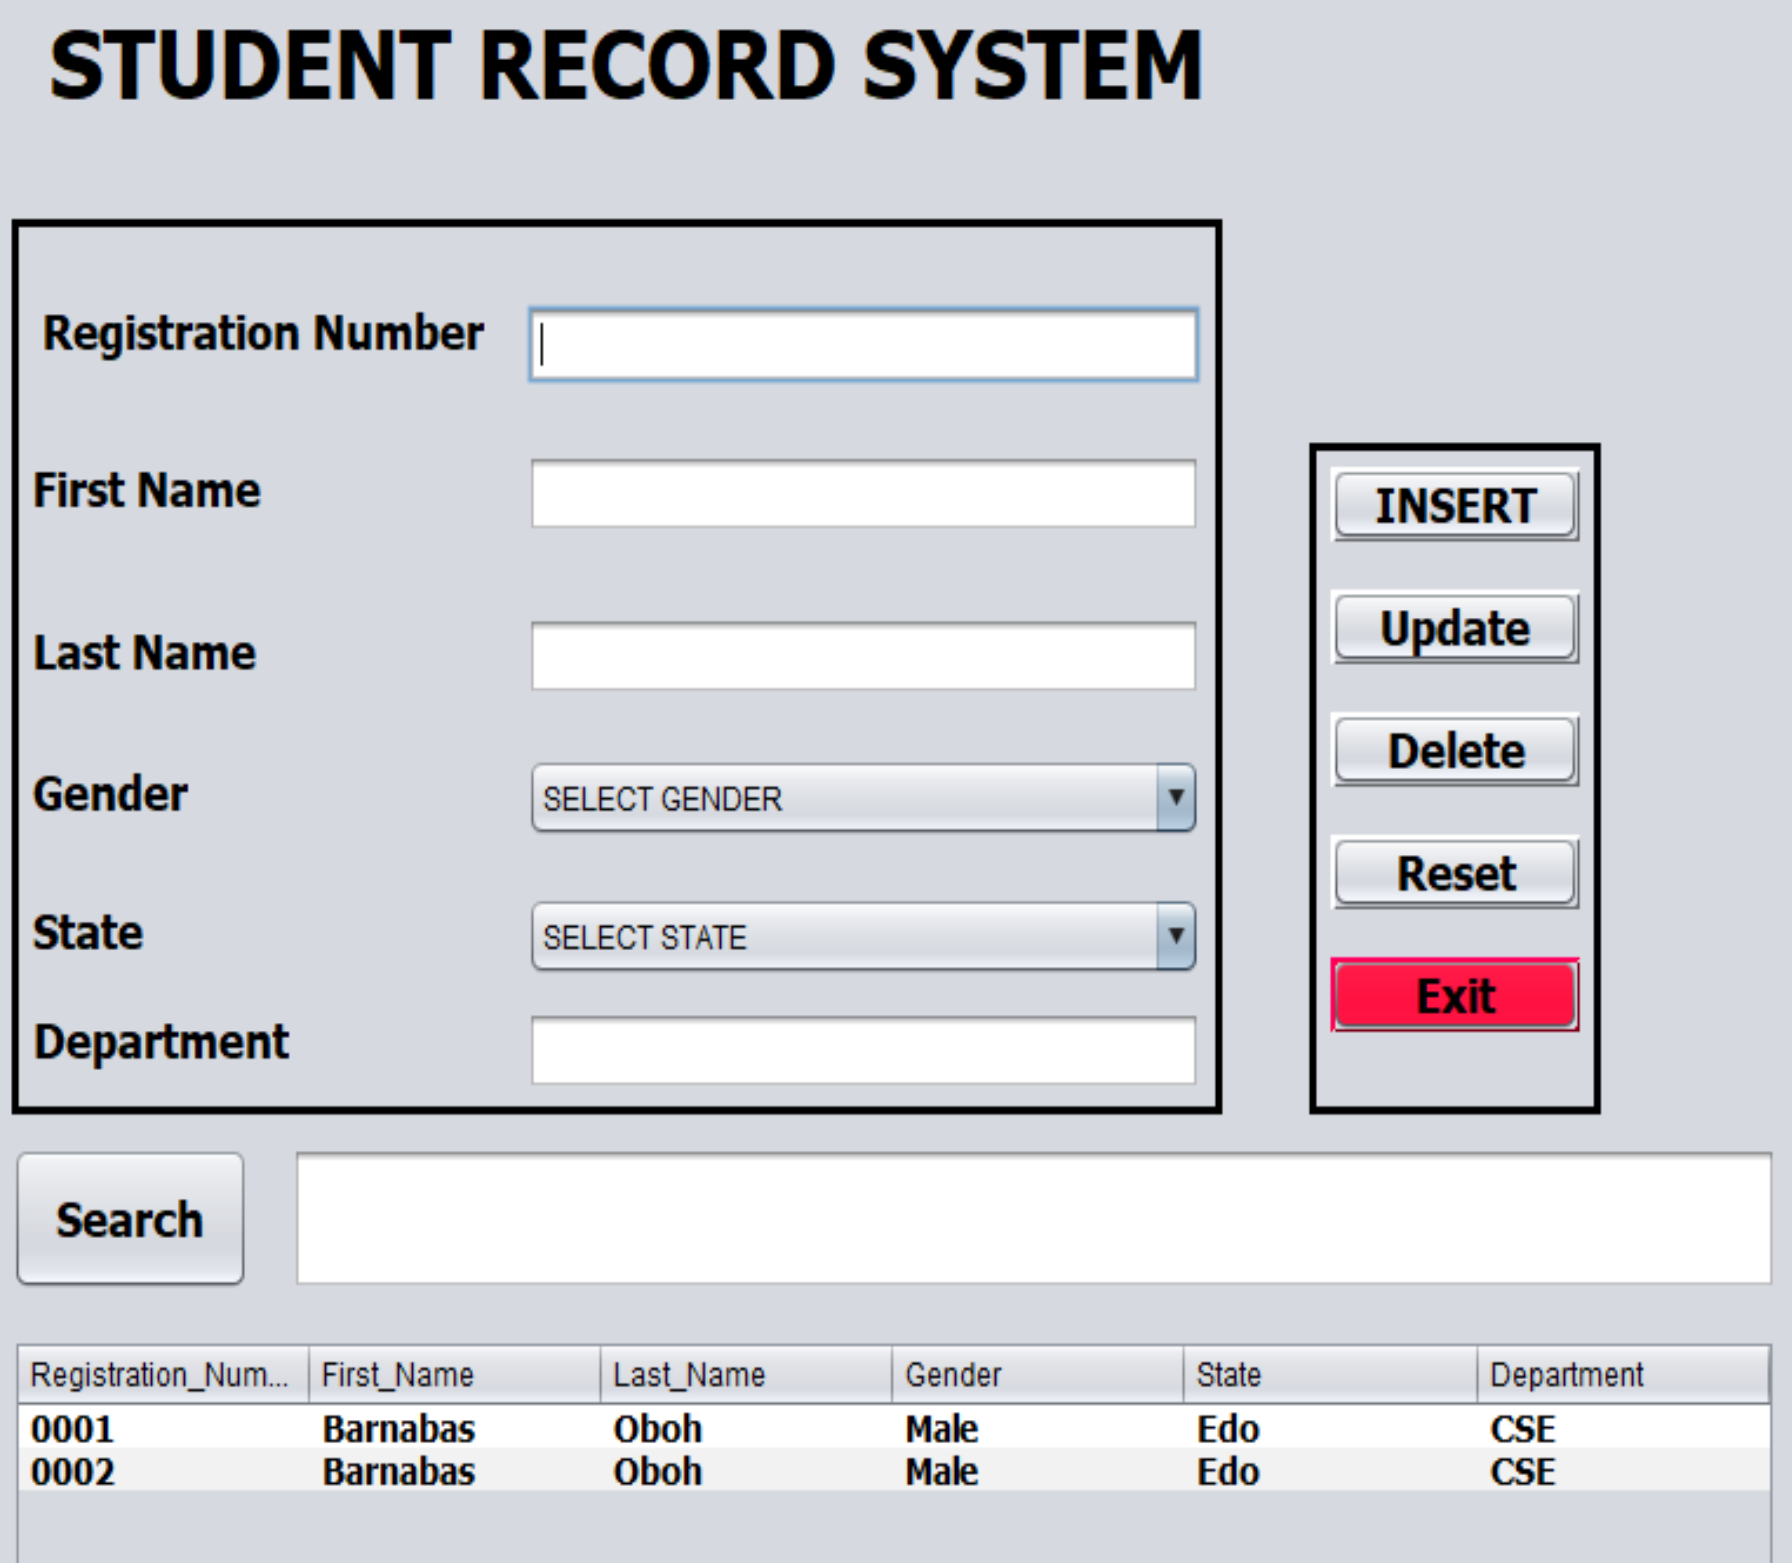 STUDENT RECORD SYSTEM
Registration Number
First Name
Last Name
Gender SELECT GENDER
State SELECT STATE
Department
INSERT
Update
Delete
Reset
Exit
Search
Registration_Num... First_Name Last_Name Gender State Department
0001 Barnabas Oboh Male Edo CSE
0002 Barnabas Oboh Male Edo CSE